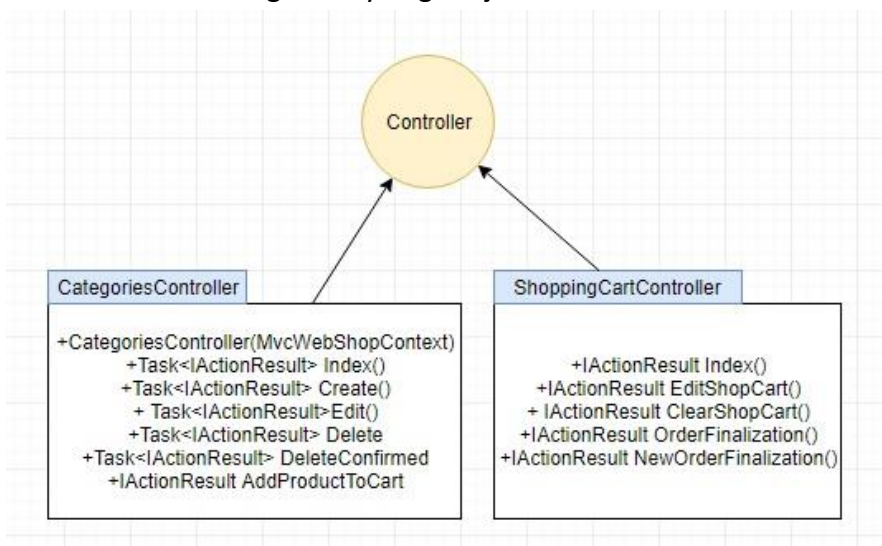 Controller
CategoriesController
+CategoriesController(MvcWebShopContext)
+Task<IActionResult> Index()
+Task<IActionResult> Create()
+ Task<IActionResult>Edit()
+Task<IActionResult> Delete
+Task<IActionResult> DeleteConfirmed
+IActionResult AddProductToCart
ShoppingCartController
+IActionResult Index()
+IActionResult EditShopCart()
+ IActionResult ClearShopCart()
+IActionResult OrderFinalization()
+IActionResult NewOrderFinalization()